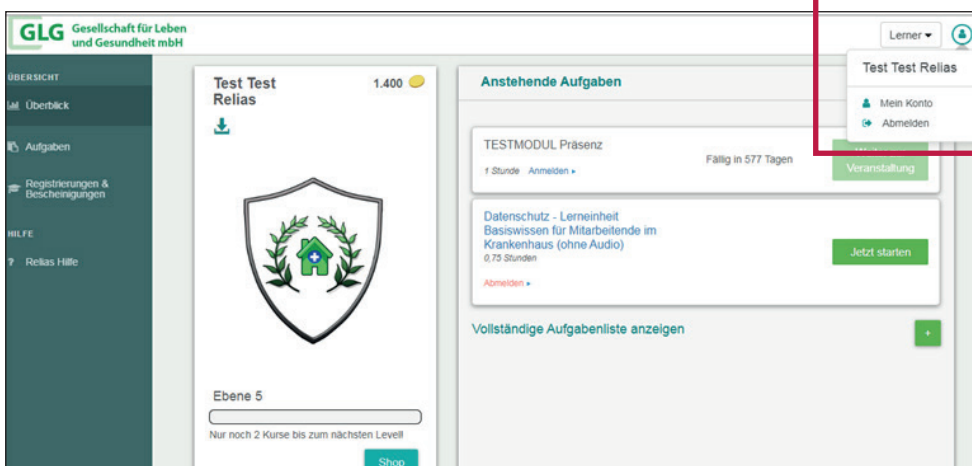 GLG Gesellschaft für Leben
und Gesundheit mbH
Lerner
Test Test Relias
Mein Konto
Abmelden
ÜBERSICHT
Überblick
Aufgaben
Registrierungen &
Bescheinigungen
HILFE
? Relias Hilfe
Test Test
Relias
1.400
Ebene 5
Nur noch 2 Kurse bis zum nächsten Level!
Shop
Anstehende Aufgaben
TESTMODUL Präsenz
1 Stunde Anmelden
Fällig in 577 Tagen
Veranstaltung
Datenschutz - Lerneinheit
Basiswissen für Mitarbeitende im
Krankenhaus (ohne Audio)
0,75 Stunden
Abmelden
Jetzt starten
Vollständige Aufgabenliste anzeigen
+